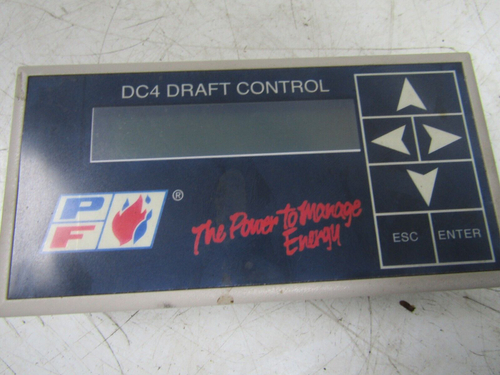 DC4 DRAFT CONTROL
PF®
The Power to Manage
Energy
ESC ENTER